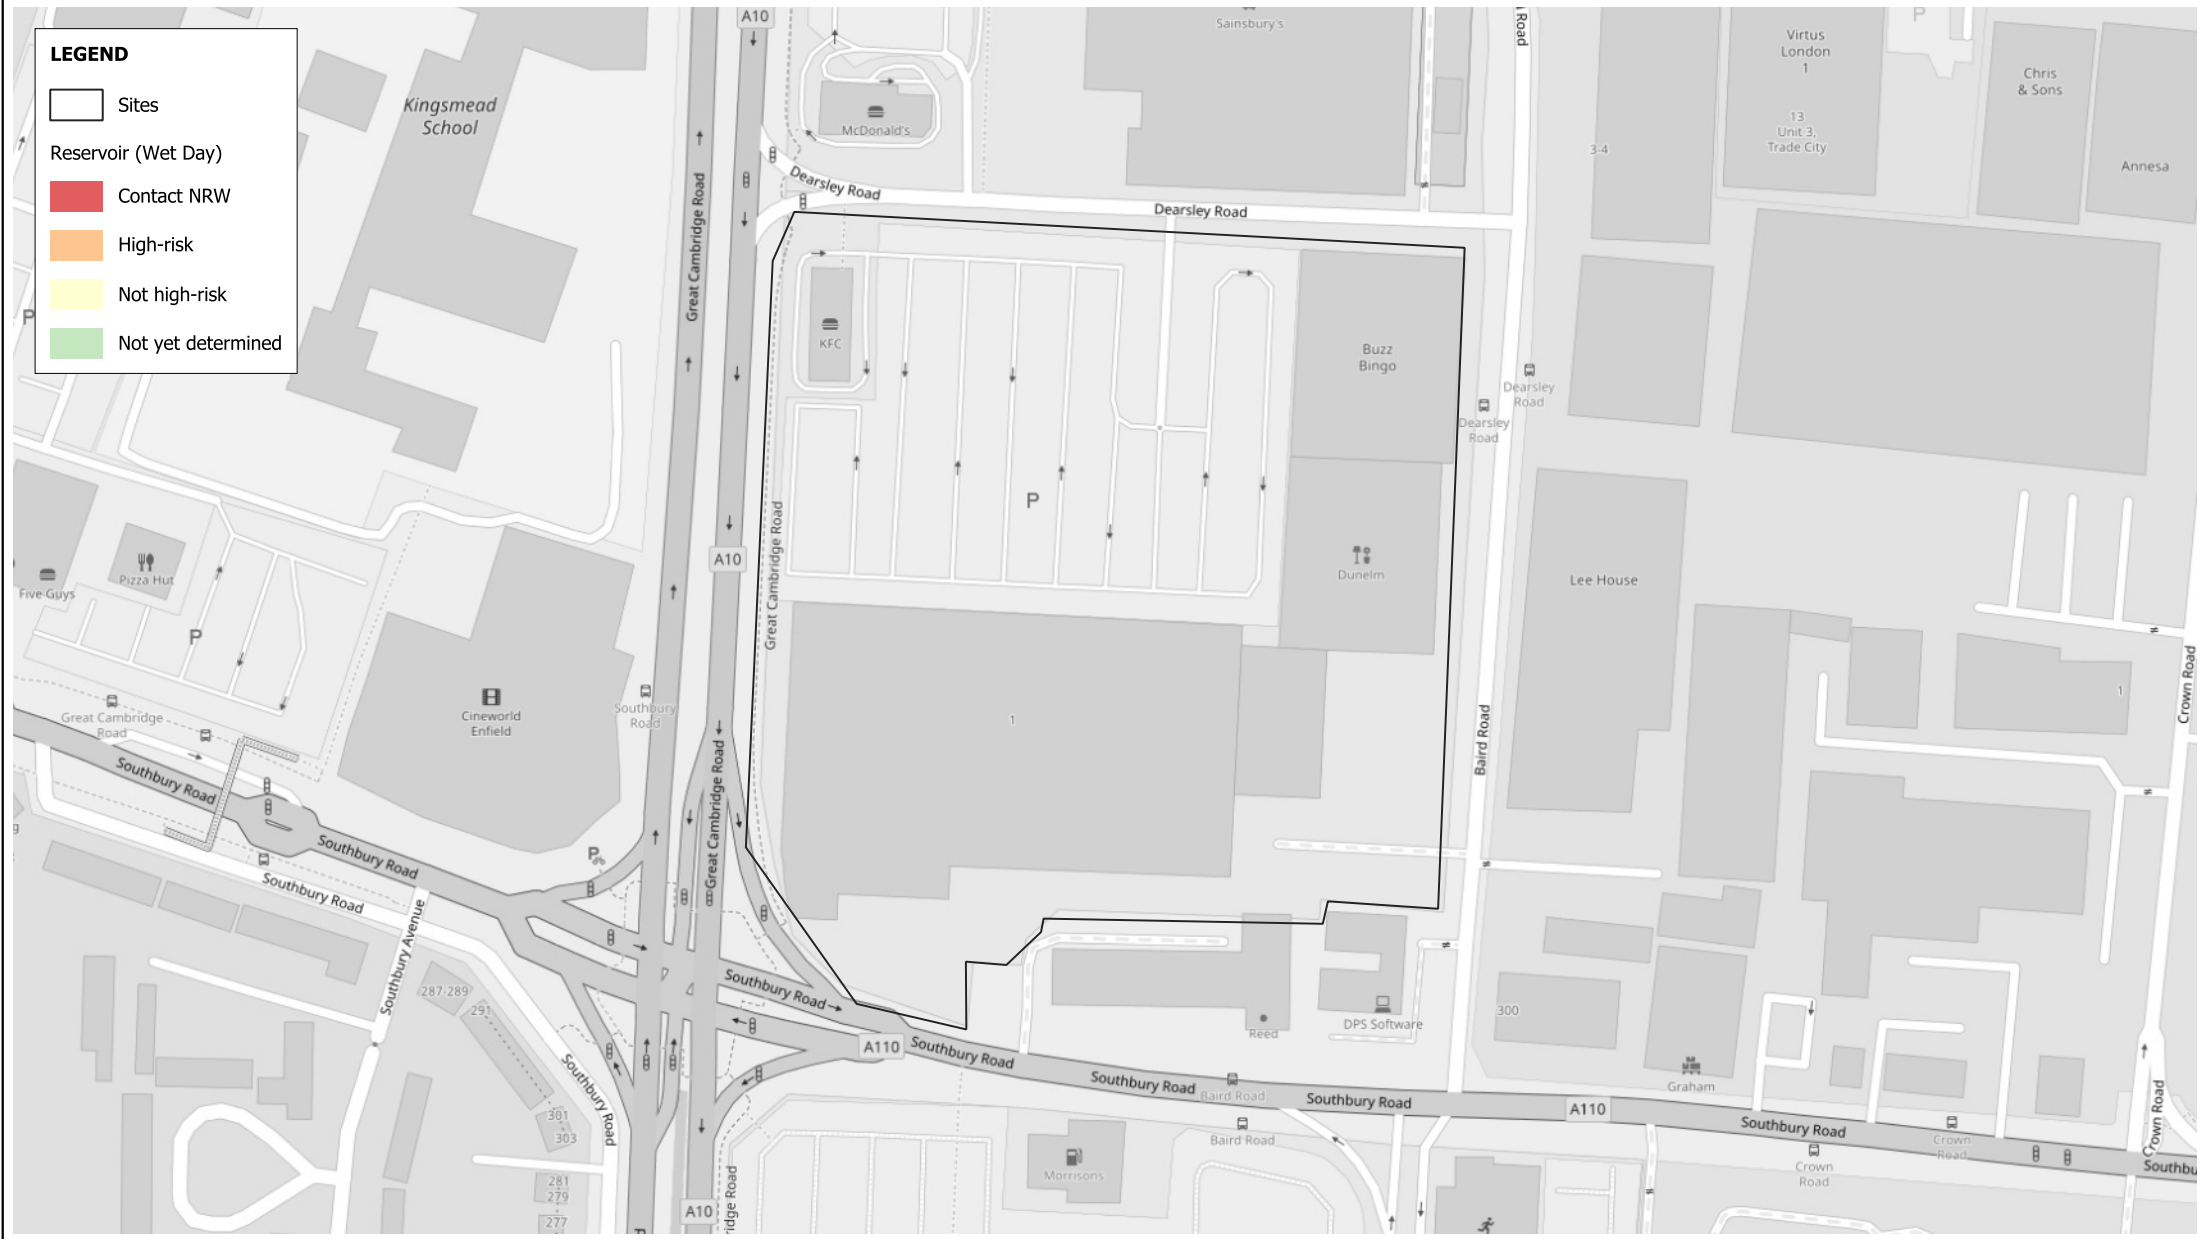 LEGEND
Sites
Reservoir (Wet Day)
Contact NRW
High-risk
Not high-risk
Not yet determined
A10
Sainsbury's
Kingsmead
School
McDonald's
Dearsley Road
Dearsley Road
Road
Virtus
London
1
13
Unit 3,
Trade City
P
Chris
& Sons
Annesa
3-4
Great Cambridge Road
P
KFC
Buzz
Bingo
Dearsley
Road
Dearsley
Road
P
Great Cambridge Road
A10
Dunelm
Lee House
Pizza Hut
Five Guys
P
Cineworld
Enfield
Southbury
Road
Great Cambridge
Road
Southbury Road
1
Great Cambridge Road
Baird Road
1
Crown Road
Southbury Road
Southbury Road
P
Southbury Avenue
287-289
291
Southbury Road
Southbury Road
A110
Southbury Road
Reed
DPS Software
300
Graham
Southbury Road
Baird Road
Southbury Road
A110
Southbury Road
Baird Road
Crown
Road
Crown
Road
Crown Road
Southbu
301
303
281
279
277
Morrisons
A10
ridge Road